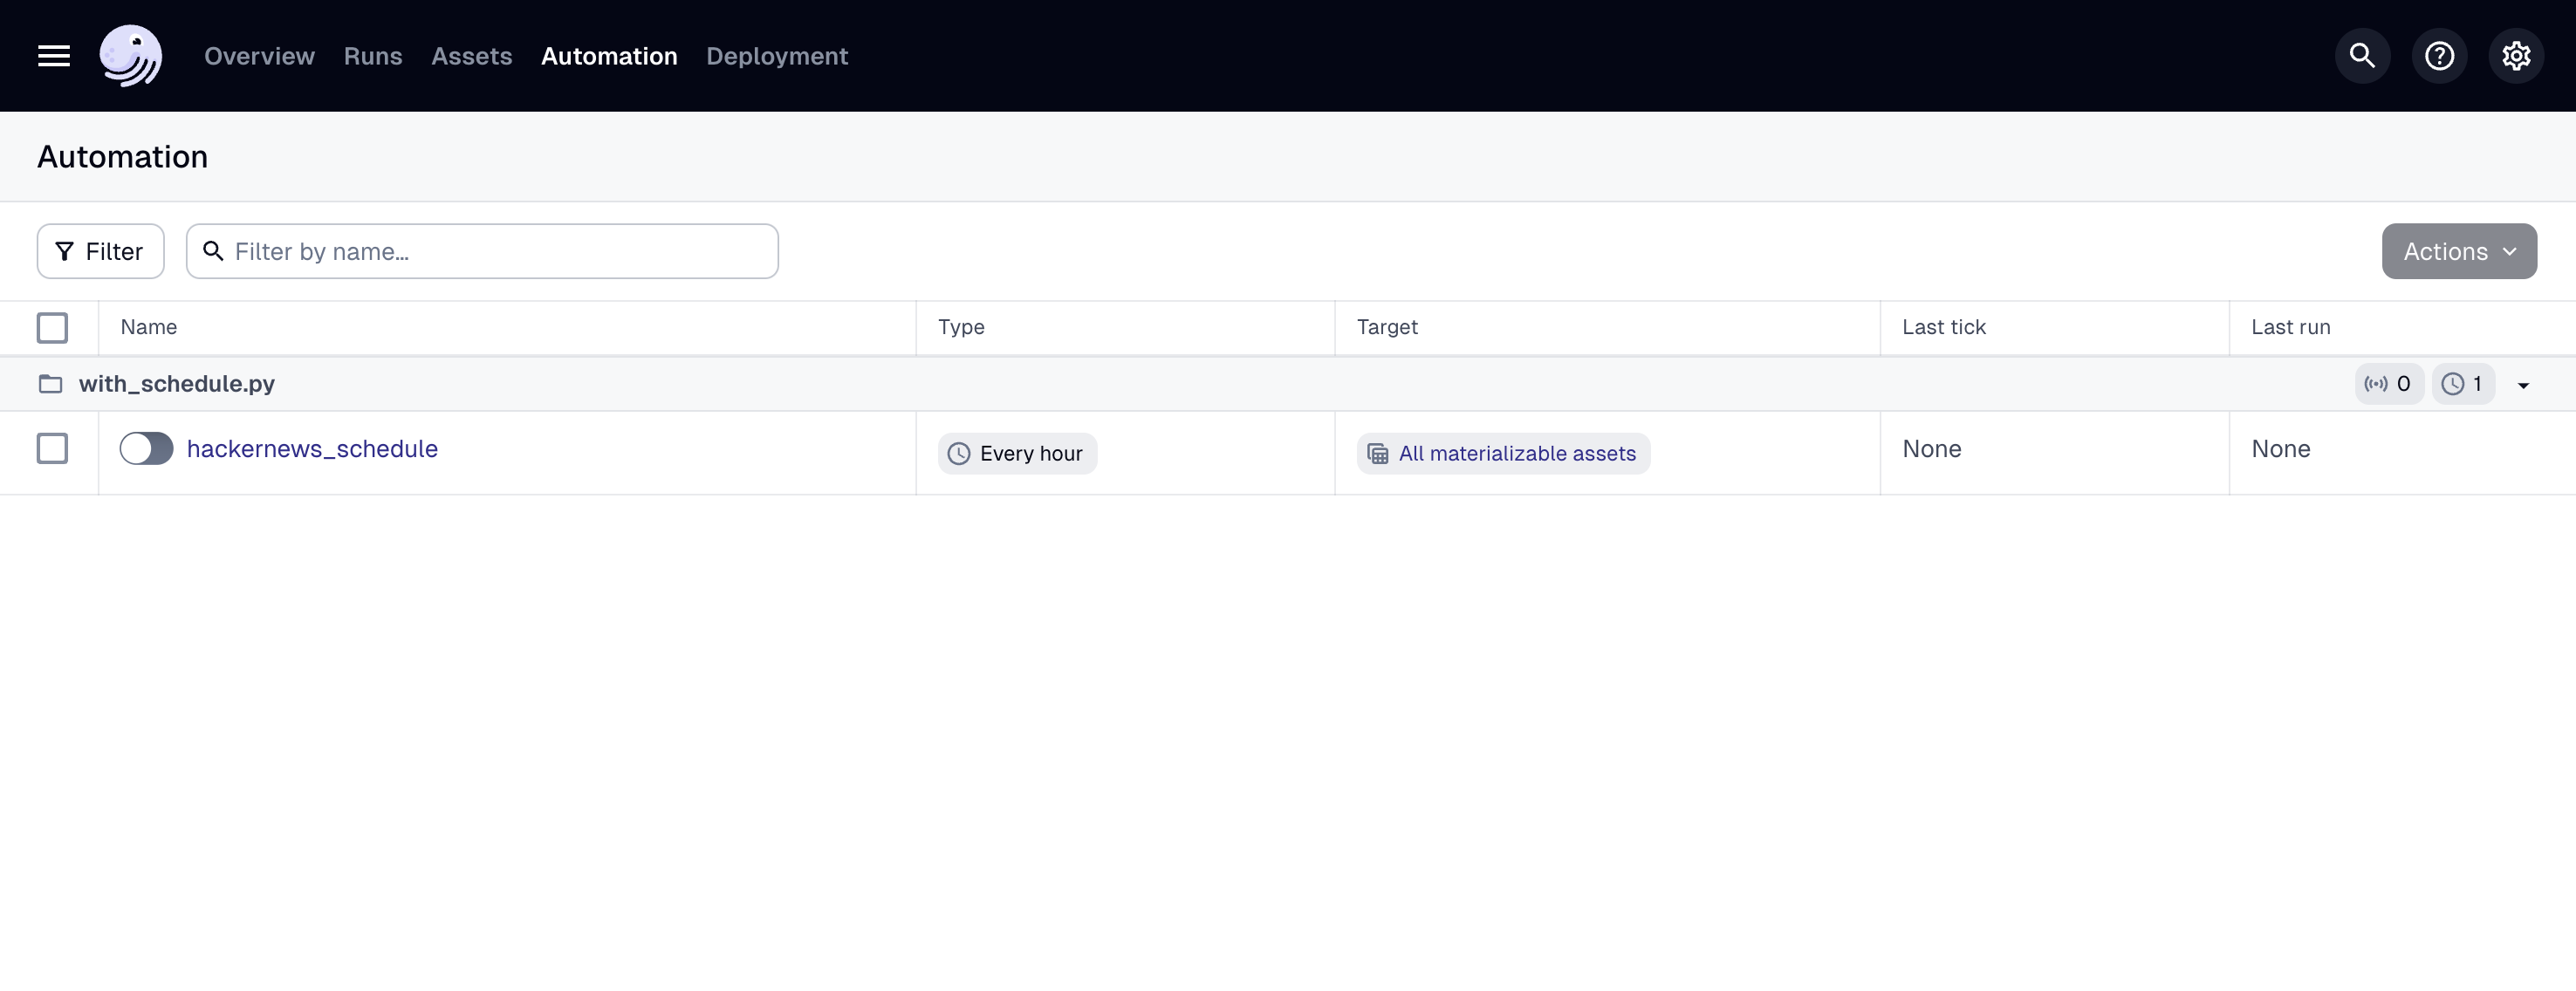 Overview Runs Assets Automation Deployment
Automation
Filter Filter by name... Actions
Name Type Target Last tick Last run
with_schedule.py 0 1
hackernews_schedule Every hour All materializable assets None None